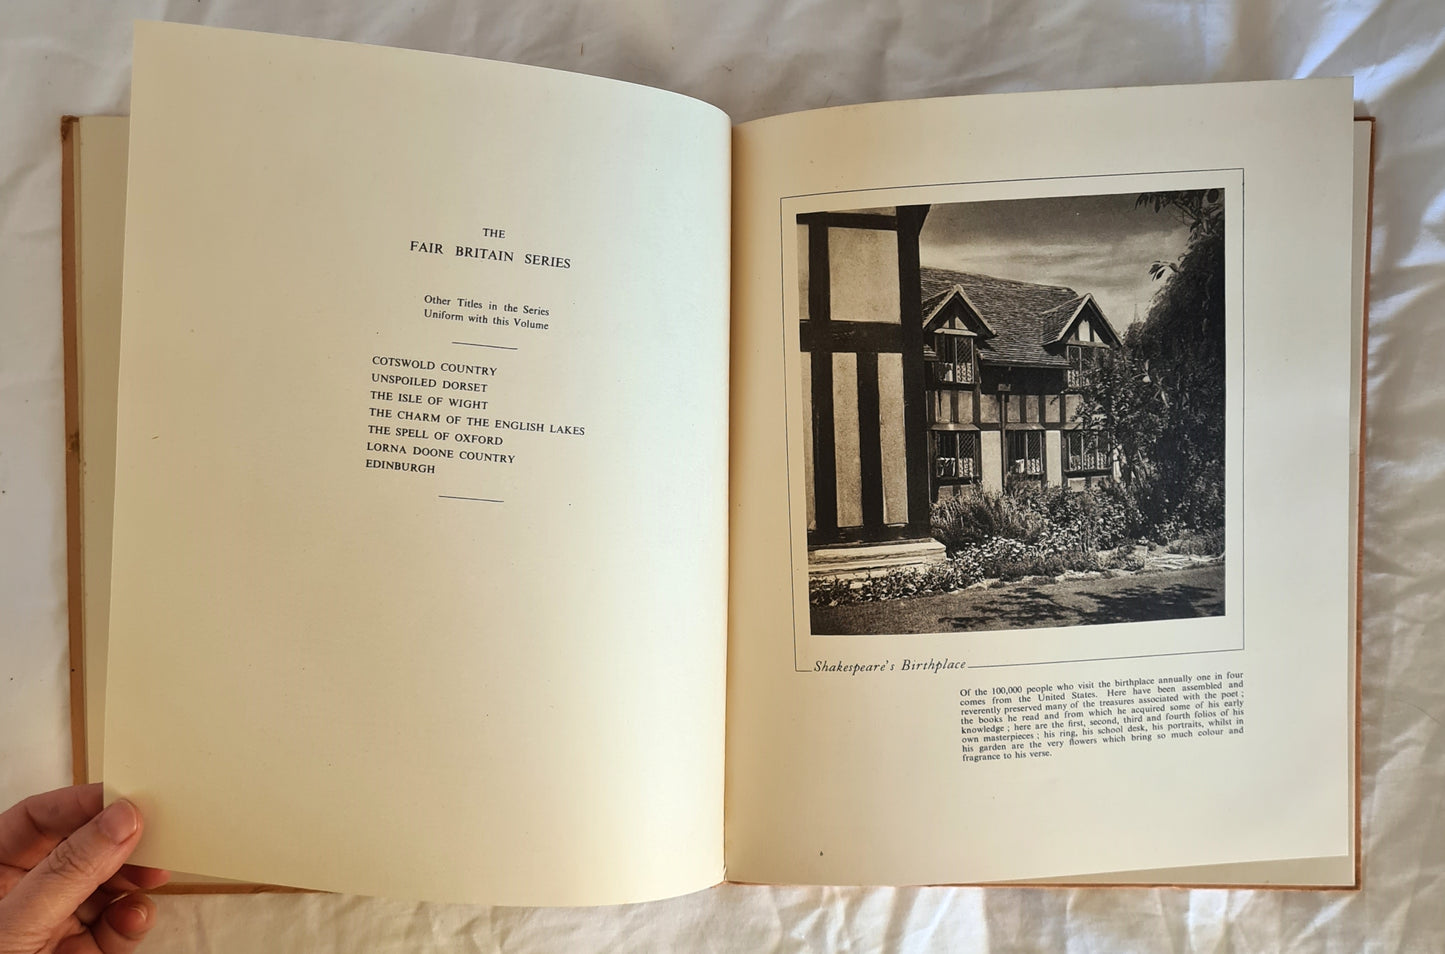 THE
FAIR BRITAIN SERIES
Other Titles in the Series
Uniform with this Volume
COTSWOLD COUNTRY
UNSPOILED DORSET
THE ISLE OF WIGHT
THE CHARM OF THE ENGLISH LAKES
THE SPELL OF OXFORD
LORNA DOONE COUNTRY
EDINBURGH
Shakespeare's Birthplace
Of the 100,000 people who visit the birthplace annually one in four
comes from the United States. Here have been assembled and
reverently preserved many of the treasures associated with the poet;
the books he read and from which he acquired some of his early
knowledge; here are the first, second, third and fourth folios of his
own masterpieces; his ring, his school desk, his portraits, whilst in
his garden are the very flowers which bring so much colour and
fragrance to his verse.